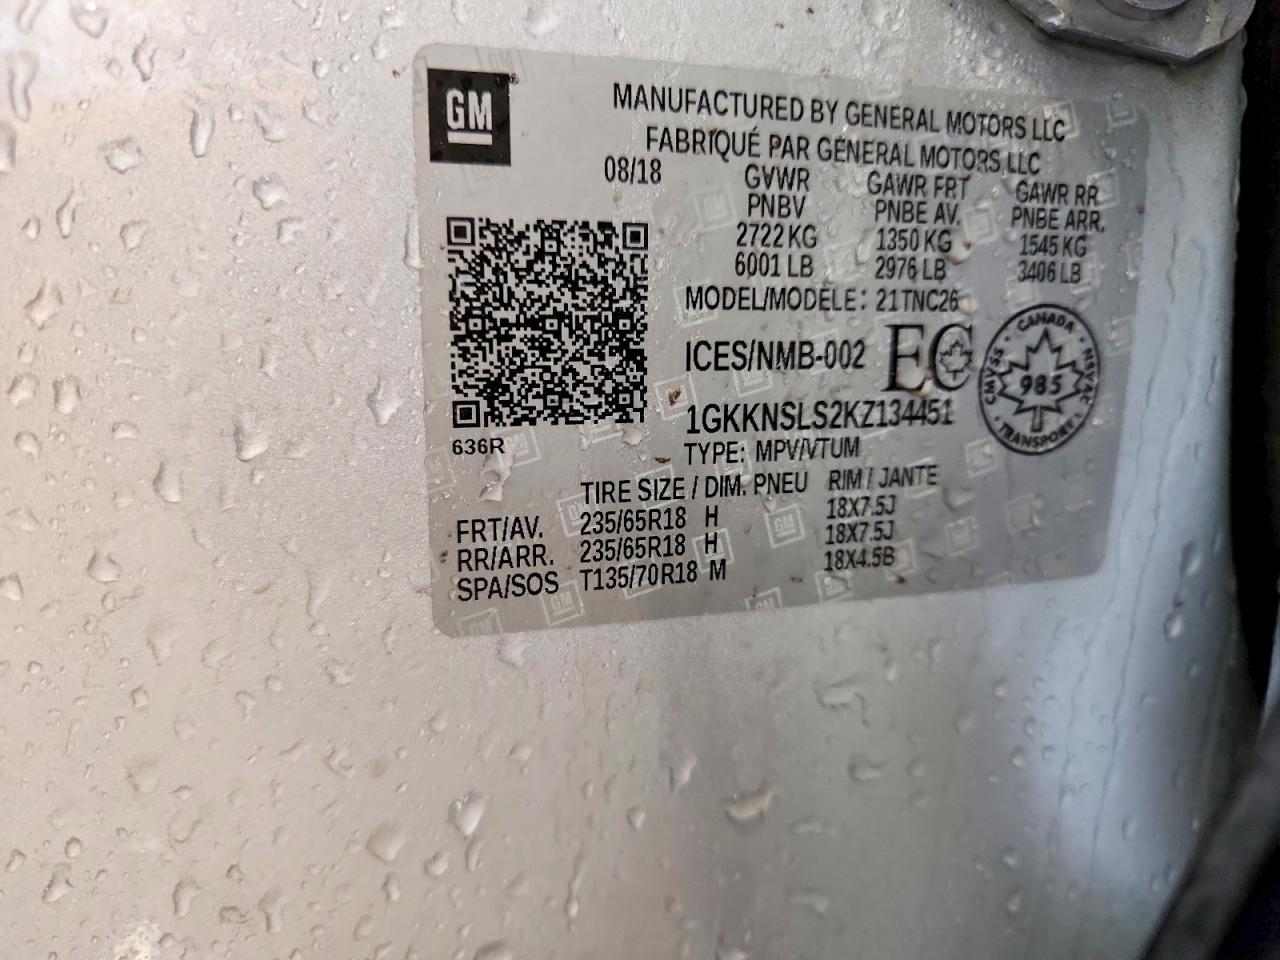 GM
MANUFACTURED BY GENERAL MOTORS LLC
FABRIQUÉ PAR GENERAL MOTORS LLC
08/18 GVWR GAWR FRT GAWR RR
PNBV PNBE AV. PNBE ARR.
2722 KG 1350 KG 1545 KG
6001 LB 2976 LB 3406 LB
MODEL/MODÈLE: 21TNC26
ICES/NMB-002 EC
CANADA
CMVSS 985 NSVAC
TRANSPORT
1GKKNSLS2KZ134451
636R
TYPE: MPV/VTUM
TIRE SIZE / DIM. PNEU RIM / JANTE
FRT/AV. 235/65R18 H 18X7.5J
RR/ARR. 235/65R18 H 18X7.5J
SPA/SOS T135/70R18 M 18X4.5B